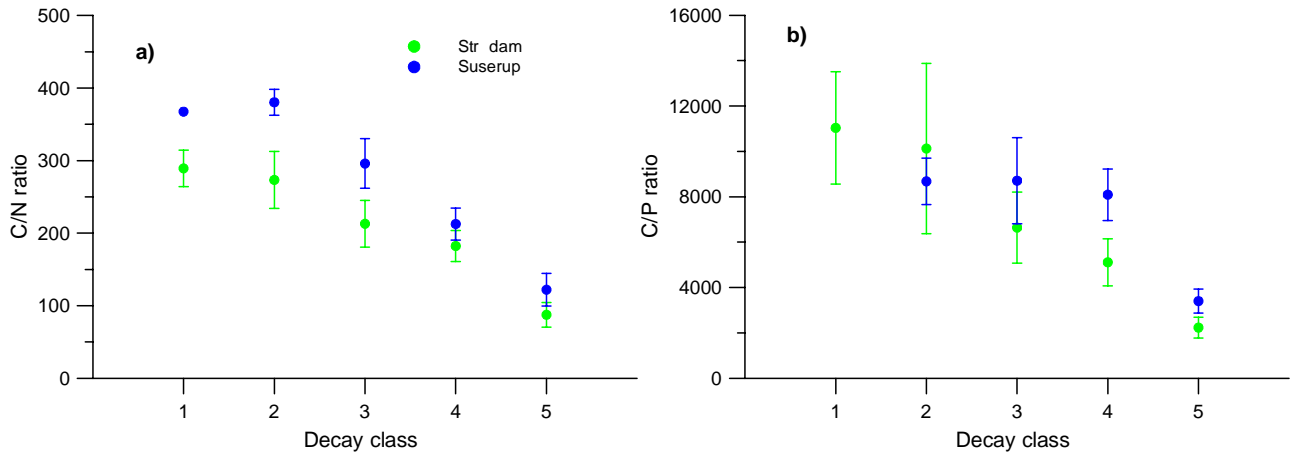 a)
Str dam
Suserup
500
400
300
200
100
0
C/N ratio
1 2 3 4 5
Decay class
b)
16000
12000
8000
4000
0
C/P ratio
1 2 3 4 5
Decay class